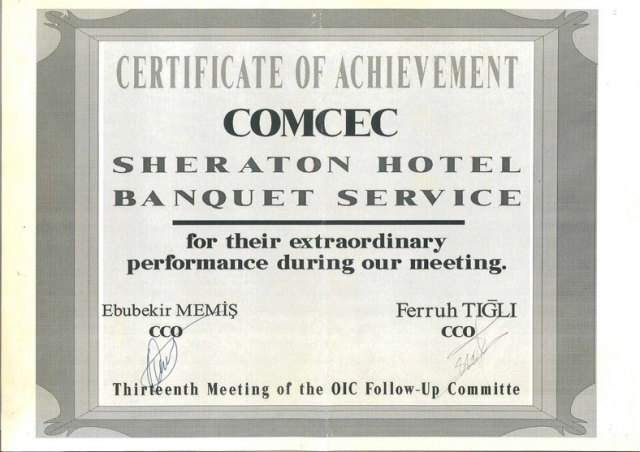 CERTIFICATE OF ACHIEVEMENT
COMCEC
SHERATON HOTEL
BANQUET SERVICE
for their extraordinary
performance during our meeting.
Ebubekir MEMİŞ Ferruh TIĞLI
CCO CCO
Thirteenth Meeting of the OIC Follow-Up Committe